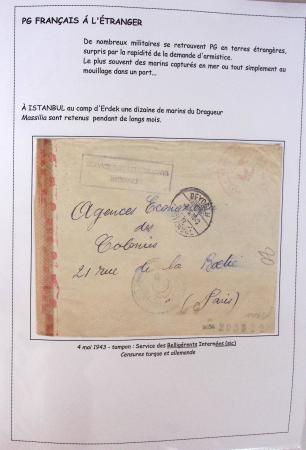 PG FRANÇAIS Á L'ÉTRANGER
De nombreux militaires se retrouvent PG en terres étrangères,
surpris par la rapidité de la demande d'armistice.
Le plus souvent des marins capturés en mer ou tout simplement au
mouillage dans un port...
À ISTANBUL au camp d'Erdek une dizaine de marins du Dragueur
Massilia sont retenus pendant de longs mois.
Agences Economiques
des
Colonies
21 rue de la Boétie
(Paris)
4 mai 1943 - tampon : Service des Belligérants Internées (sic)
Censures turque et allemande